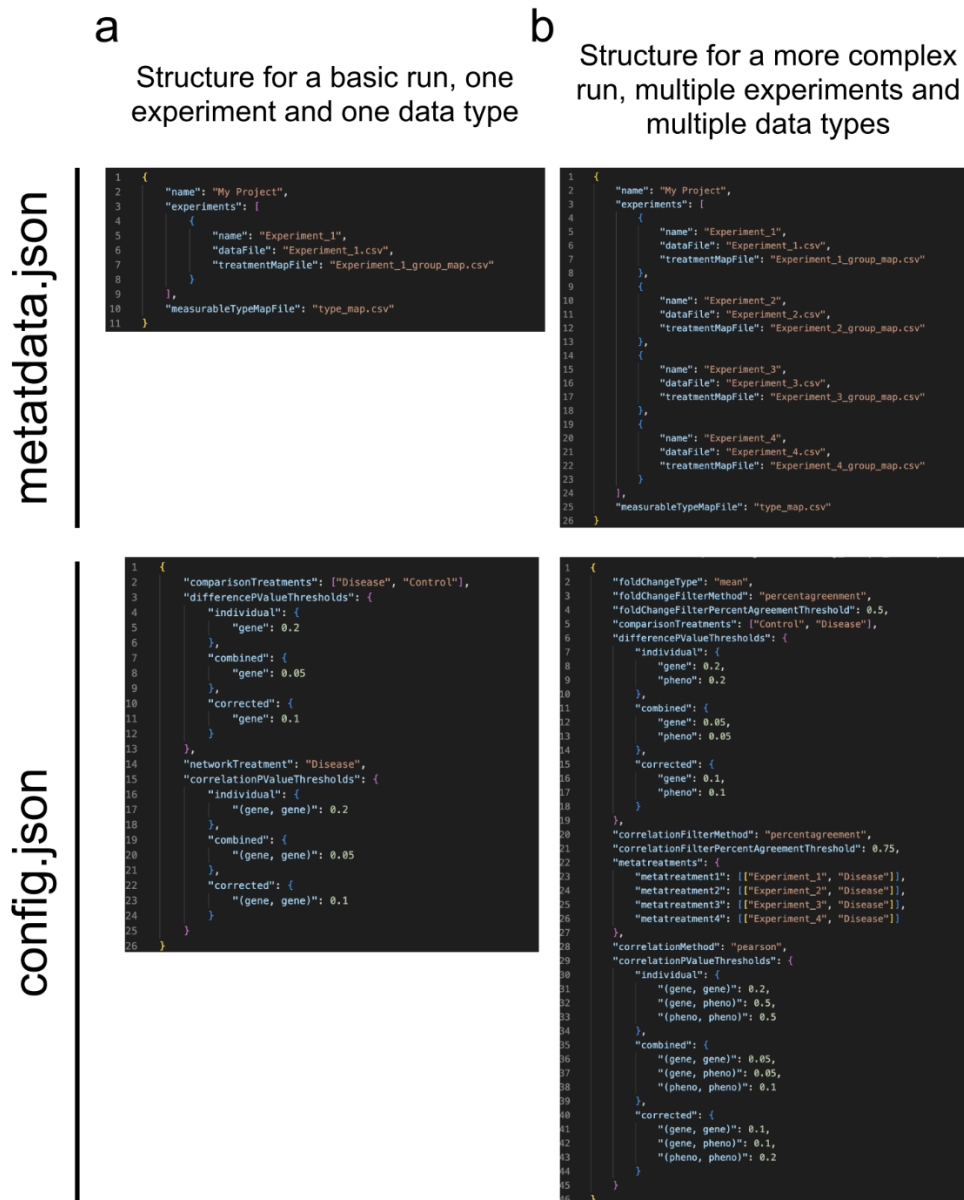 a
Structure for a basic run, one
experiment and one data type
b
Structure for a more complex
run, multiple experiments and
multiple data types
metatdata.json
1 {
2 "name": "My Project",
3 "experiments": [
4 {
5 "name": "Experiment_1",
6 "dataFile": "Experiment_1.csv",
7 "treatmentMapFile": "Experiment_1_group_map.csv"
8 }
9 ],
10 "measurableTypeMapFile": "type_map.csv"
11 }
1 {
2 "name": "My Project",
3 "experiments": [
4 {
5 "name": "Experiment_1",
6 "dataFile": "Experiment_1.csv",
7 "treatmentMapFile": "Experiment_1_group_map.csv"
8 },
9 {
10 "name": "Experiment_2",
11 "dataFile": "Experiment_2.csv",
12 "treatmentMapFile": "Experiment_2_group_map.csv"
13 },
14 {
15 "name": "Experiment_3",
16 "dataFile": "Experiment_3.csv",
17 "treatmentMapFile": "Experiment_3_group_map.csv"
18 },
19 {
20 "name": "Experiment_4",
21 "dataFile": "Experiment_4.csv",
22 "treatmentMapFile": "Experiment_4_group_map.csv"
23 }
24 ],
25 "measurableTypeMapFile": "type_map.csv"
26 }
config.json
1 {
2 "comparisonTreatments": ["Disease", "Control"],
3 "differencePValueThresholds": {
4 "individual": {
5 "gene": 0.2
6 },
7 "combined": {
8 "gene": 0.05
9 },
10 "corrected": {
11 "gene": 0.1
12 }
13 },
14 "networkTreatment": "Disease",
15 "correlationPValueThresholds": {
16 "individual": {
17 "(gene, gene)": 0.2
18 },
19 "combined": {
20 "(gene, gene)": 0.05
21 },
22 "corrected": {
23 "(gene, gene)": 0.1
24 }
25 }
26 }
1 {
2 "foldChangeType": "mean",
3 "foldChangeFilterMethod": "percentagreenment",
4 "foldChangeFilterPercentAgreementThreshold": 0.5,
5 "comparisonTreatments": ["Control", "Disease"],
6 "differencePValueThresholds": {
7 "individual": {
8 "gene": 0.2,
9 "pheno": 0.2
10 },
11 "combined": {
12 "gene": 0.05,
13 "pheno": 0.05
14 },
15 "corrected": {
16 "gene": 0.1,
17 "pheno": 0.1
18 }
19 },
20 "correlationFilterMethod": "percentagreement",
21 "correlationFilterPercentAgreementThreshold": 0.75,
22 "metatreatments": {
23 "metatreatment1": [["Experiment_1", "Disease"]],
24 "metatreatment2": [["Experiment_2", "Disease"]],
25 "metatreatment3": [["Experiment_3", "Disease"]],
26 "metatreatment4": [["Experiment_4", "Disease"]]
27 },
28 "correlationMethod": "pearson",
29 "correlationPValueThresholds": {
30 "individual": {
31 "(gene, gene)": 0.2,
32 "(gene, pheno)": 0.5,
33 "(pheno, pheno)": 0.5
34 },
35 "combined": {
36 "(gene, gene)": 0.05,
37 "(gene, pheno)": 0.05,
38 "(pheno, pheno)": 0.1
39 },
40 "corrected": {
41 "(gene, gene)": 0.1,
42 "(gene, pheno)": 0.1,
43 "(pheno, pheno)": 0.2
44 }
45 }
46 }